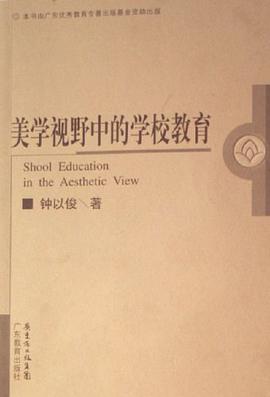 本书由广东优秀教育专著出版基金资助出版
美学视野中的学校教育
Shool Education
in the Aesthetic View
钟以俊/著
广东教育出版社